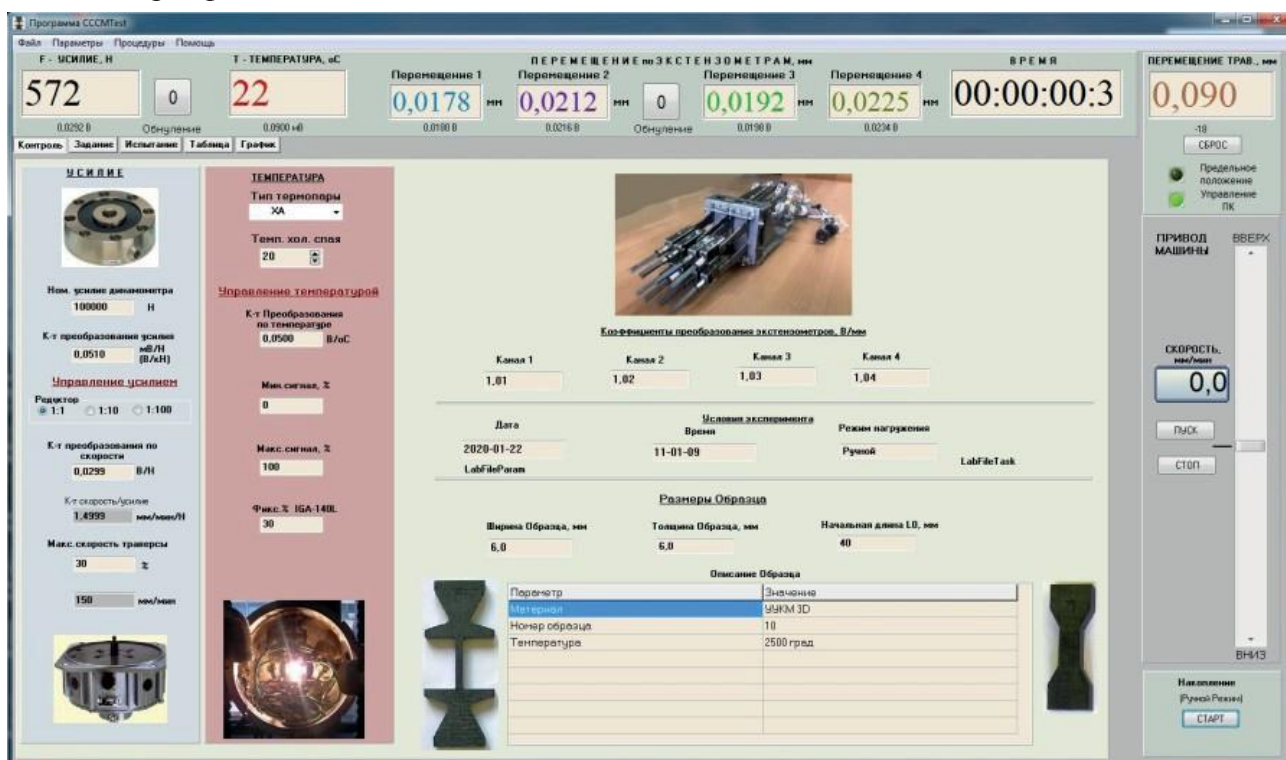 Программа CCCMTest
Файл Параметры Процедуры Помощь
F - УСИЛИЕ, Н
Т - ТЕМПЕРАТУРА, оС
ПЕРЕМЕЩЕНИЕ по ЭКСТЕНЗОМЕТРАМ, мм
ВРЕМЯ
ПЕРЕМЕЩЕНИЕ ТРАВ., мм
Перемещение 1 Перемещение 2 Перемещение 3 Перемещение 4
572 0 22 0,0178 мм 0,0212 мм 0 0,0192 мм 0,0225 мм 00:00:00:3 0,090
0.0292 В Обнуление 0.0900 мВ 0.0180 В 0.0216 В Обнуление 0.0198 В 0.0234 В -18
Контроль Задание Испытание Таблица График
СБРОС
Предельное положение
Управление ПК
ПРИВОД МАШИНЫ
ВВЕРХ
СКОРОСТЬ, мм/мин
0,0
ПУСК
СТОП
ВНИЗ
Накопление
(Ручной Режим)
СТАРТ
УСИЛИЕ
Ном. усилие динамометра
100000 Н
К-т преобразования усилия
0,0510 мВ/Н
(В/кН)
Управление усилием
Редуктор
1:1 1:10 1:100
К-т преобразования по
скорости
0,0299 В/Н
К-т скорость/усилие
1,4999 мм/мин/Н
Макс.скорость траверсы
30 %
150 мм/мин
ТЕМПЕРАТУРА
Тип термопары
ХА
Темп. хол. спая
20
Управление температурой
К-т Преобразования
по температуре
0,0500 В/оС
Мин.сигнал, %
0
Макс.сигнал, %
100
Фикс.% IGA-140L
30
Коэффициенты преобразования экстензометров, В/мм
Канал 1 Канал 2 Канал 3 Канал 4
1,01 1,02 1,03 1,04
Условия эксперимента
Дата Время Режим нагружения
2020-01-22 11-01-09 Ручной
LabFileParam LabFileTask
Размеры Образца
Ширина Образца, мм Толщина Образца, мм Начальная длина L0, мм
6,0 6,0 40
Описание Образца
Параметр Значение
Материал УУКМ 3D
Номер образца 10
Температура 2500 град